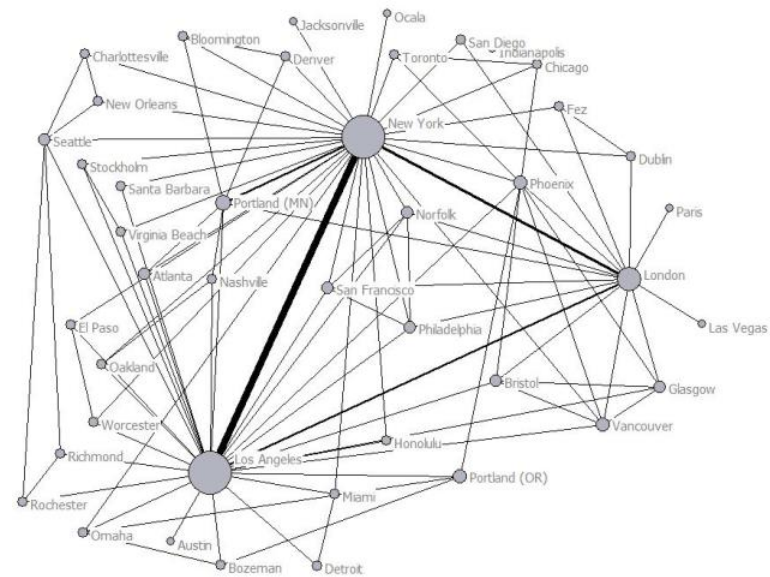 Ocala
Jacksonville
Bloomington
San Diego
Indianapolis
Charlottesville
Denver
Toronto
Chicago
New Orleans
Fez
New York
Seattle
Dublin
Stockholm
Phoenix
Santa Barbara
Portland (MN)
Norfolk
Paris
Virginia Beach
Atlanta
Nashville
London
San Francisco
El Paso
Philadelphia
Las Vegas
Oakland
Bristol
Glasgow
Worcester
Vancouver
Honolulu
Richmond
Los Angeles
Portland (OR)
Miami
Rochester
Omaha
Austin
Bozeman
Detroit